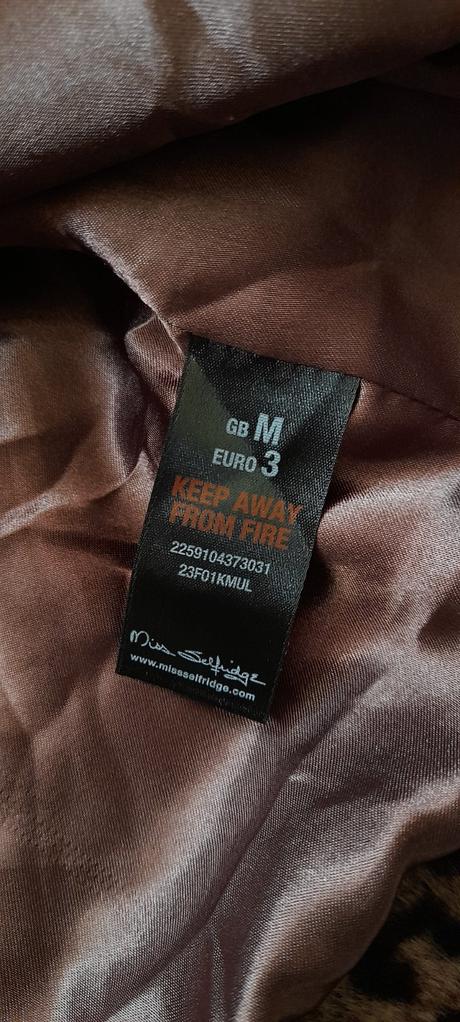 GB M
EURO 3
KEEP AWAY
FROM FIRE
2259104373031
23F01KMUL
Miss Selfridge
www.missselfridge.com